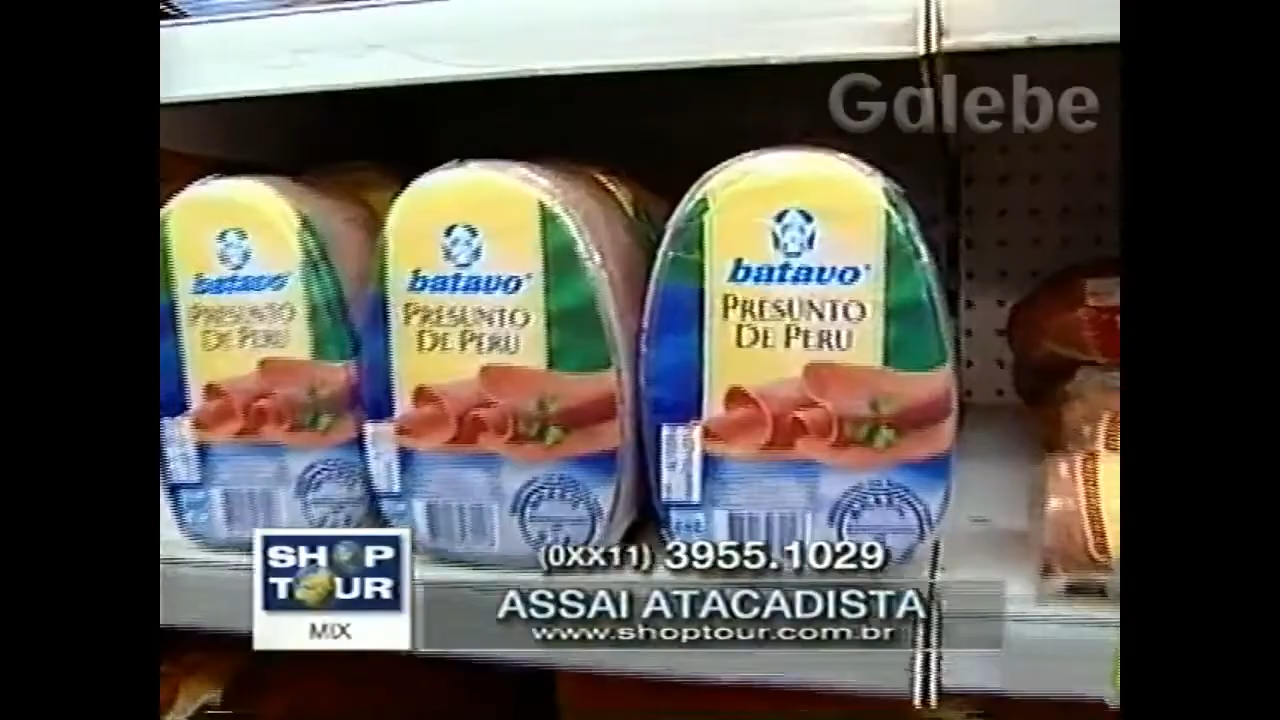 Galebe
batavo
PRESUNTO
DE PERU
batavo
PRESUNTO
DE PERU
batavo
PRESUNTO
DE PERU
SHOP
TOUR
MIX
(0XX11) 3955.1029
ASSAI ATACADISTA
www.shoptour.com.br